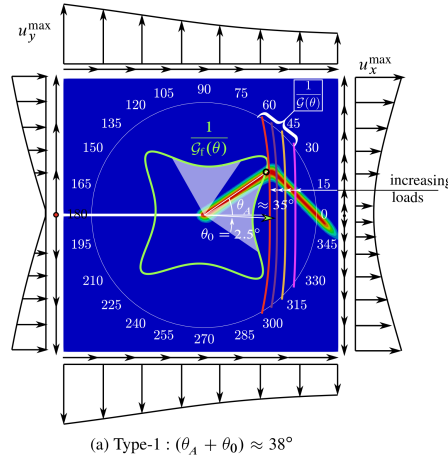 u_y^max
u_x^max
1/G(θ)
105 90 75
120 60
135 45
150 30
1/G_f(θ)
165 15
θ_A ≈ 35°
increasing
loads
180 0
θ_0 = 2.5°
195 345
210 330
225 315
240 300
255 270 285
(a) Type-1 : (θ_A + θ_0) ≈ 38°